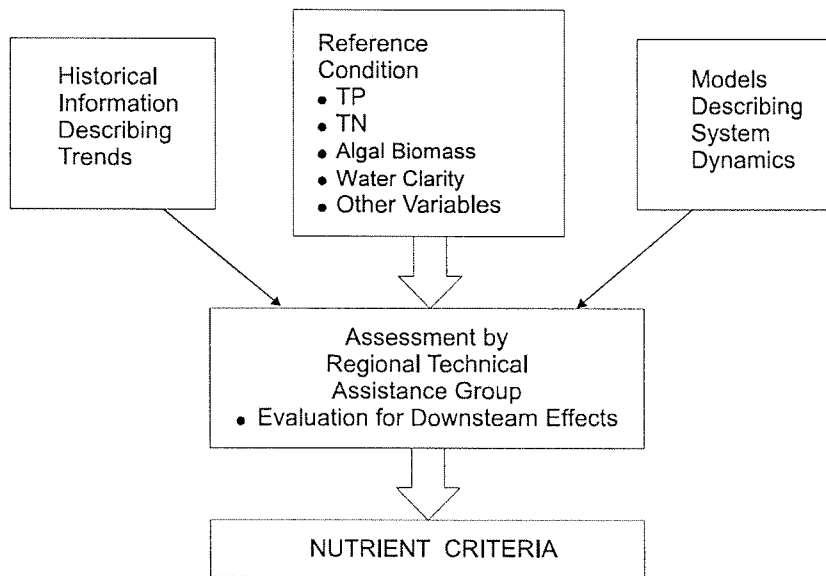 Historical
Information
Describing
Trends
Reference
Condition
• TP
• TN
• Algal Biomass
• Water Clarity
• Other Variables
Models
Describing
System
Dynamics
Assessment by
Regional Technical
Assistance Group
• Evaluation for Downsteam Effects
NUTRIENT CRITERIA